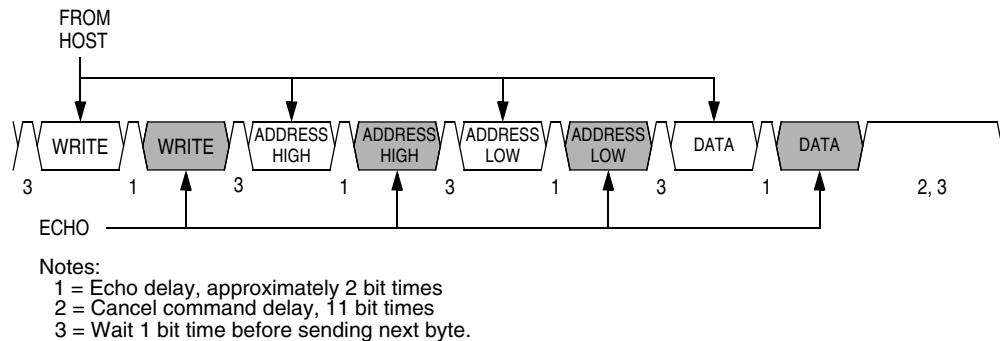 FROM
HOST
WRITE WRITE ADDRESS HIGH ADDRESS HIGH ADDRESS LOW ADDRESS LOW DATA DATA
3 1 3 1 3 1 3 1 2, 3
ECHO
Notes:
1 = Echo delay, approximately 2 bit times
2 = Cancel command delay, 11 bit times
3 = Wait 1 bit time before sending next byte.